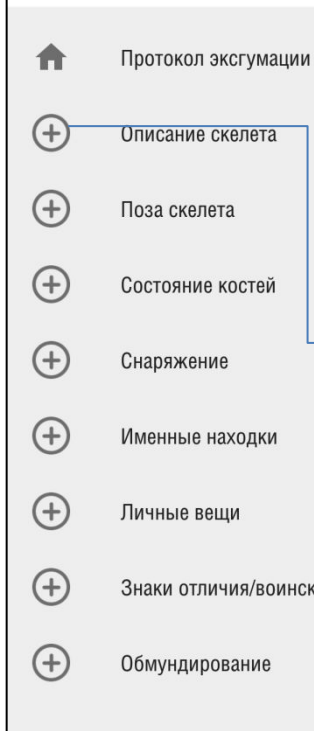 Протокол эксгумации
Описание скелета
Поза скелета
Состояние костей
Снаряжение
Именные находки
Личные вещи
Знаки отличия/воинск
Обмундирование